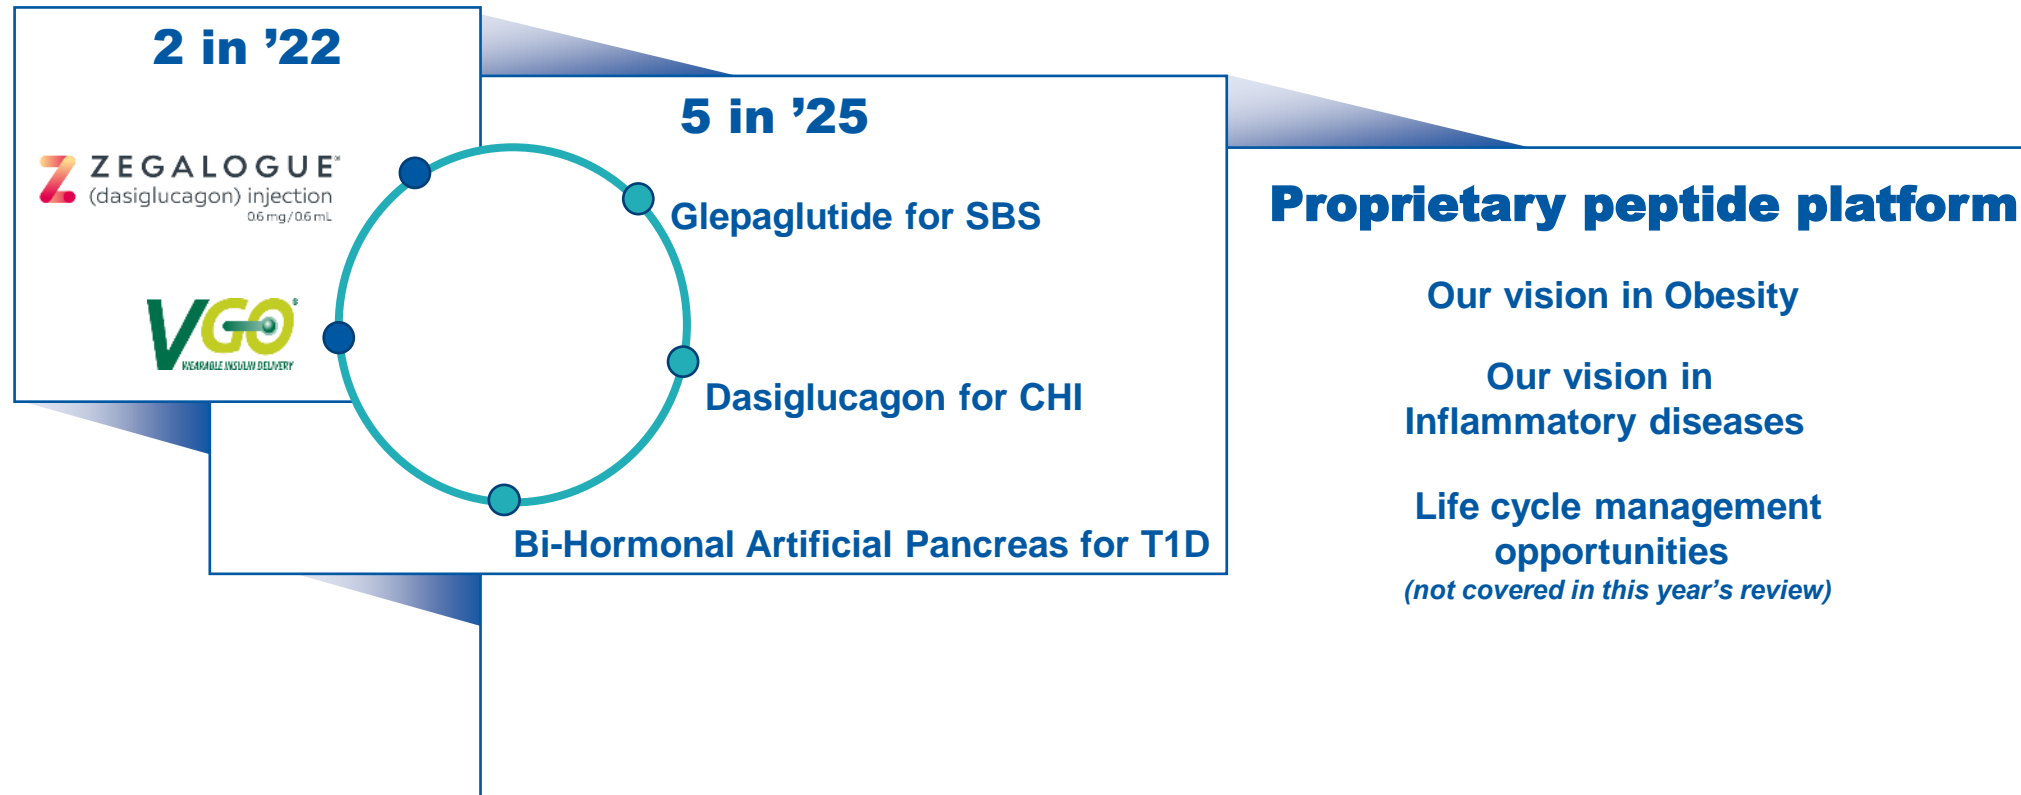 2 in ’22
ZEGALOGUE®
(dasiglucagon) injection
0.6 mg/0.6 mL
VGO®
WEARABLE INSULIN DELIVERY
5 in ’25
Glepaglutide for SBS
Dasiglucagon for CHI
Bi-Hormonal Artificial Pancreas for T1D
Proprietary peptide platform
Our vision in Obesity
Our vision in
Inflammatory diseases
Life cycle management
opportunities
(not covered in this year’s review)